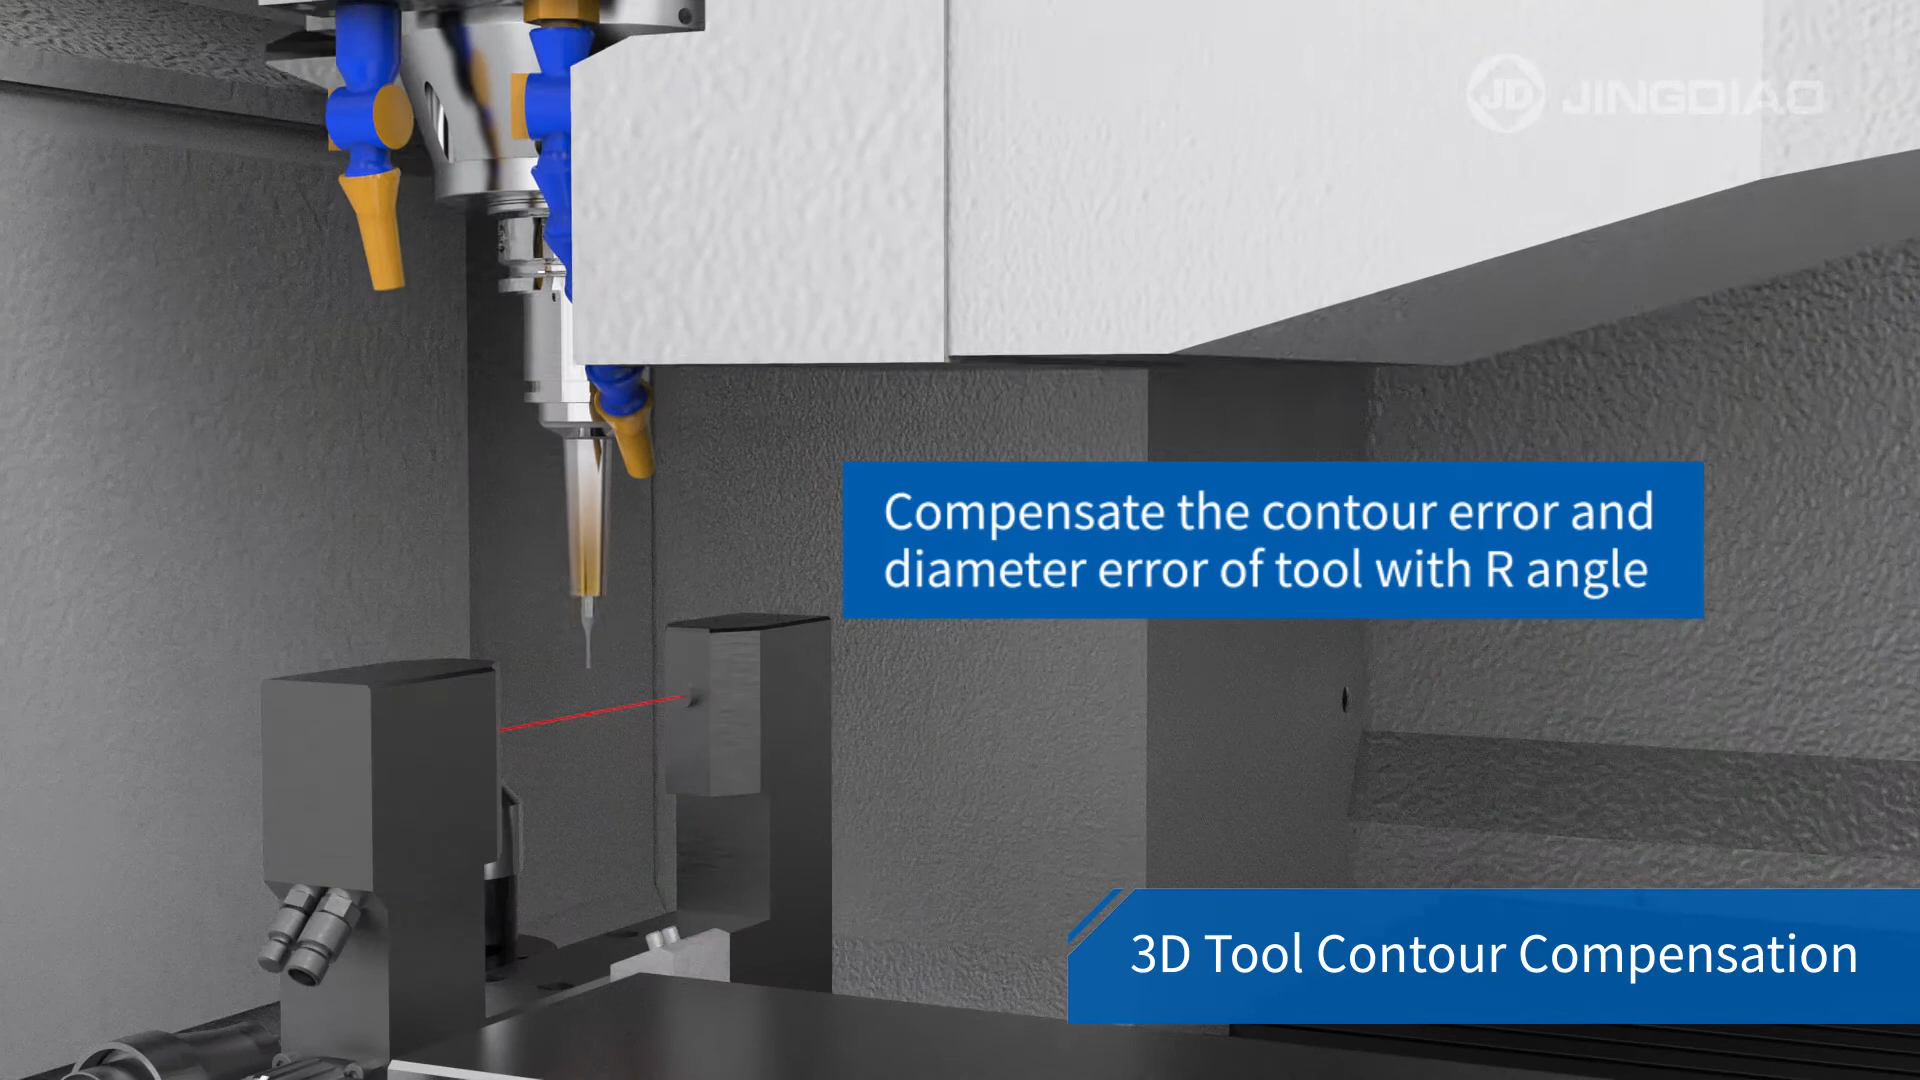 JD JINGDIAO
Compensate the contour error and
diameter error of tool with R angle
3D Tool Contour Compensation